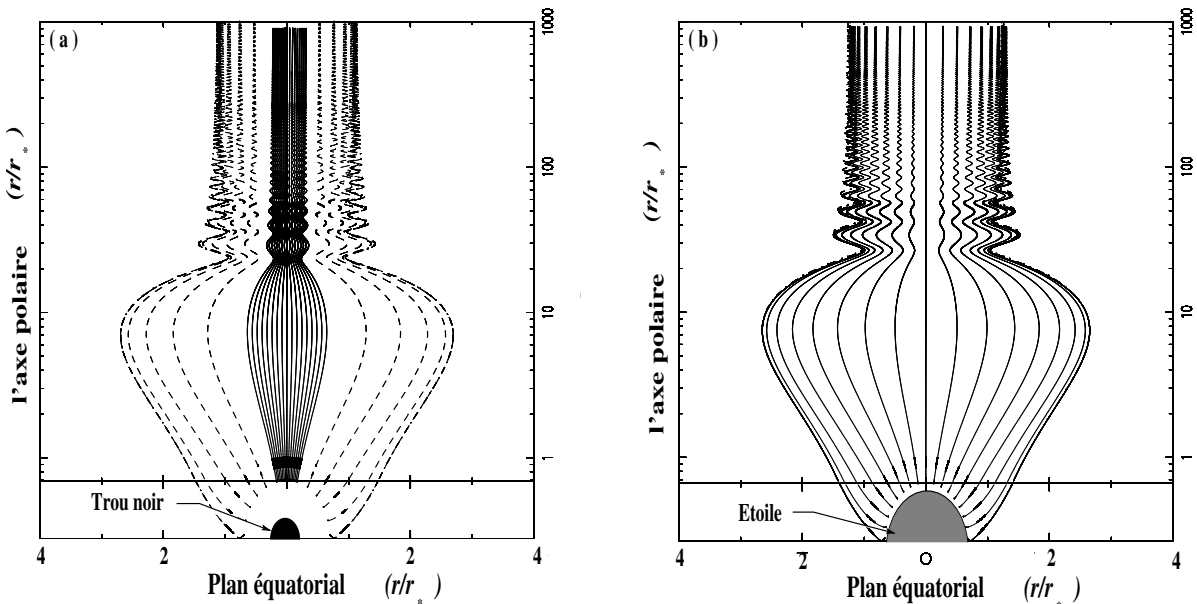 (a)
1000
100
10
1
l'axe polaire (r/r*)
Trou noir
4 2 0 2 4
Plan équatorial (r/r*)
(b)
1000
100
10
1
l'axe polaire (r/r*)
Etoile
4 2 0 2 4
Plan équatorial (r/r*)